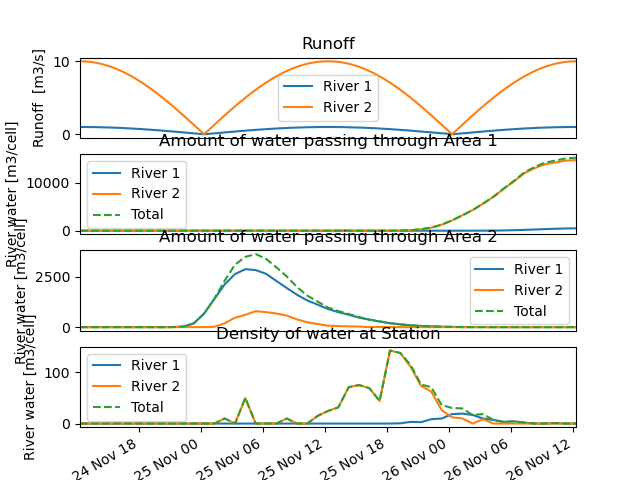 Runoff
Runoff [m3/s]
10
0
River 1
River 2
Amount of water passing through Area 1
River water [m3/cell]
10000
0
River 1
River 2
Total
Amount of water passing through Area 2
River water [m3/cell]
2500
0
River 1
River 2
Total
Density of water at Station
River water [m3/cell]
100
0
River 1
River 2
Total
24 Nov 18
25 Nov 00
25 Nov 06
25 Nov 12
25 Nov 18
26 Nov 00
26 Nov 06
26 Nov 12